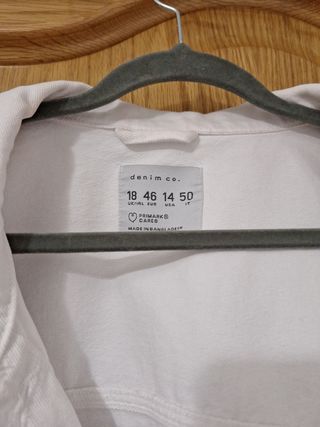 denim co.
18 46 14 50
UK/IRL EUR USA IT
PRIMARK®
CARES
MADE IN BANGLADESH